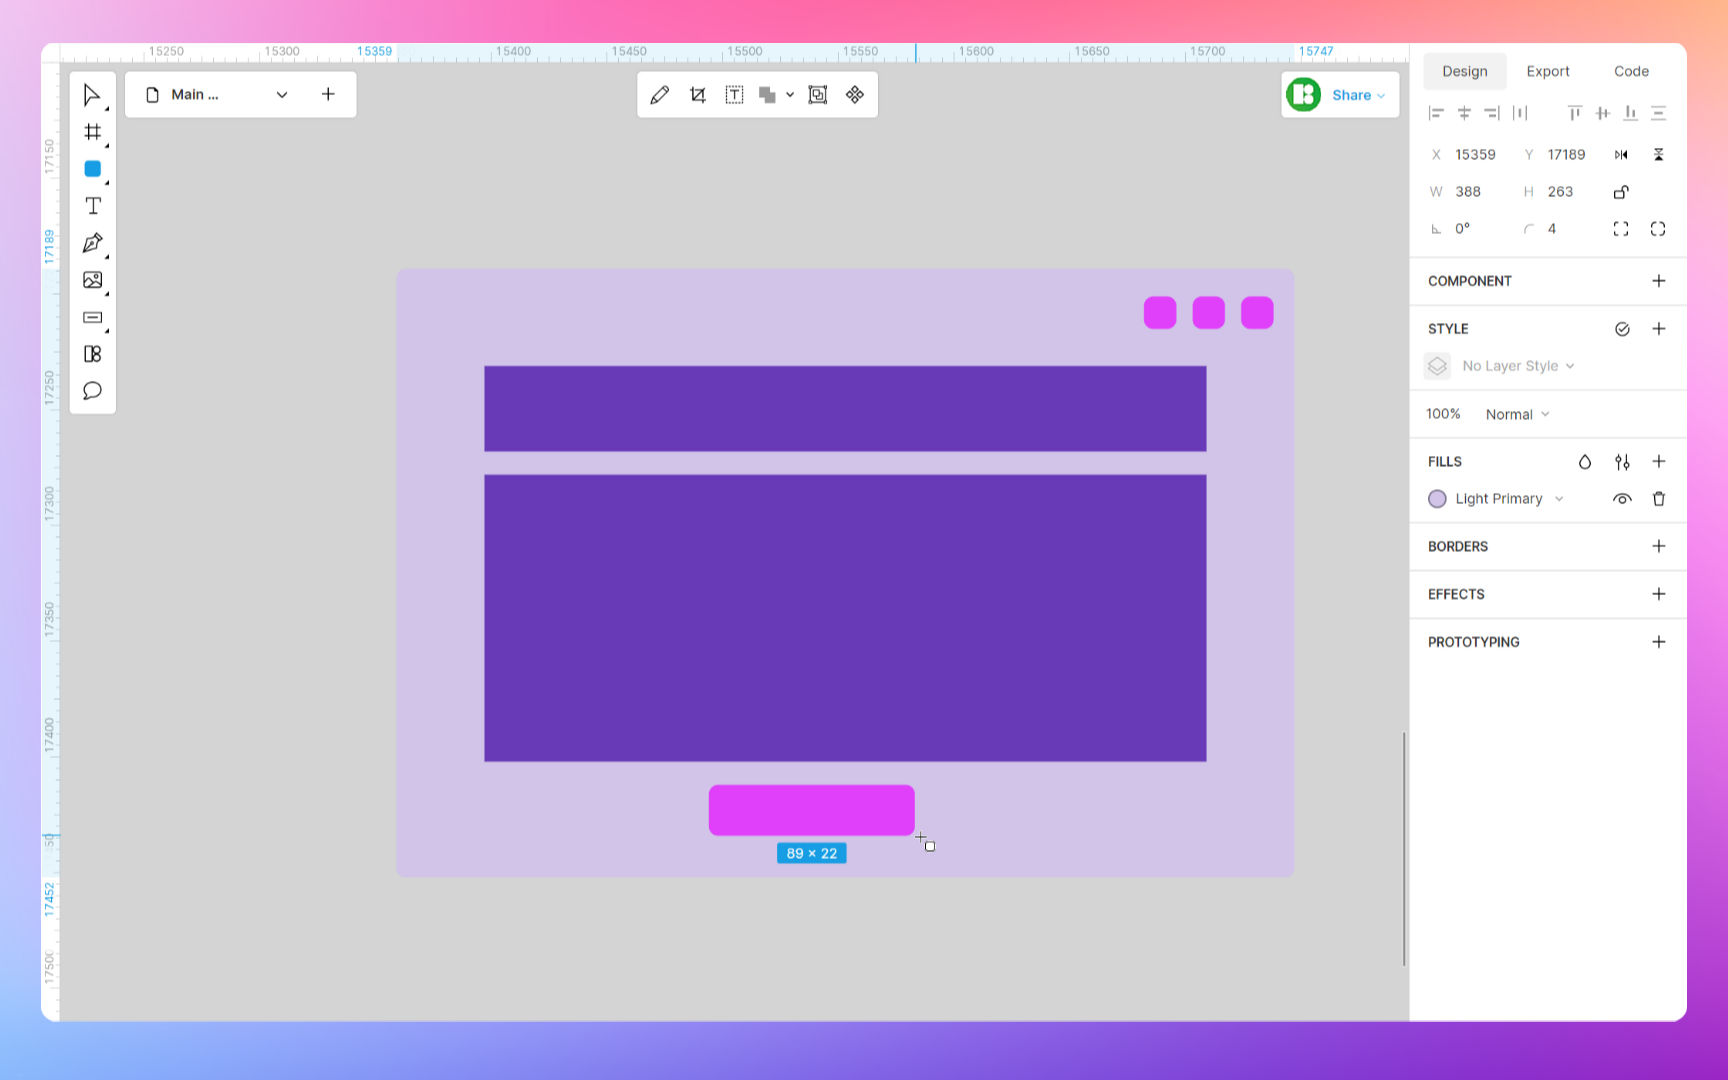 15250
15300
15359
15400
15450
15500
15550
15600
15650
15700
15747
Main ...
Share
17150
17189
17250
17300
17350
17400
50
17452
1750
Design
Export
Code
X 15359
Y 17189
W 388
H 263
0°
4
COMPONENT
STYLE
No Layer Style
100%
Normal
FILLS
Light Primary
BORDERS
EFFECTS
PROTOTYPING
89 × 22